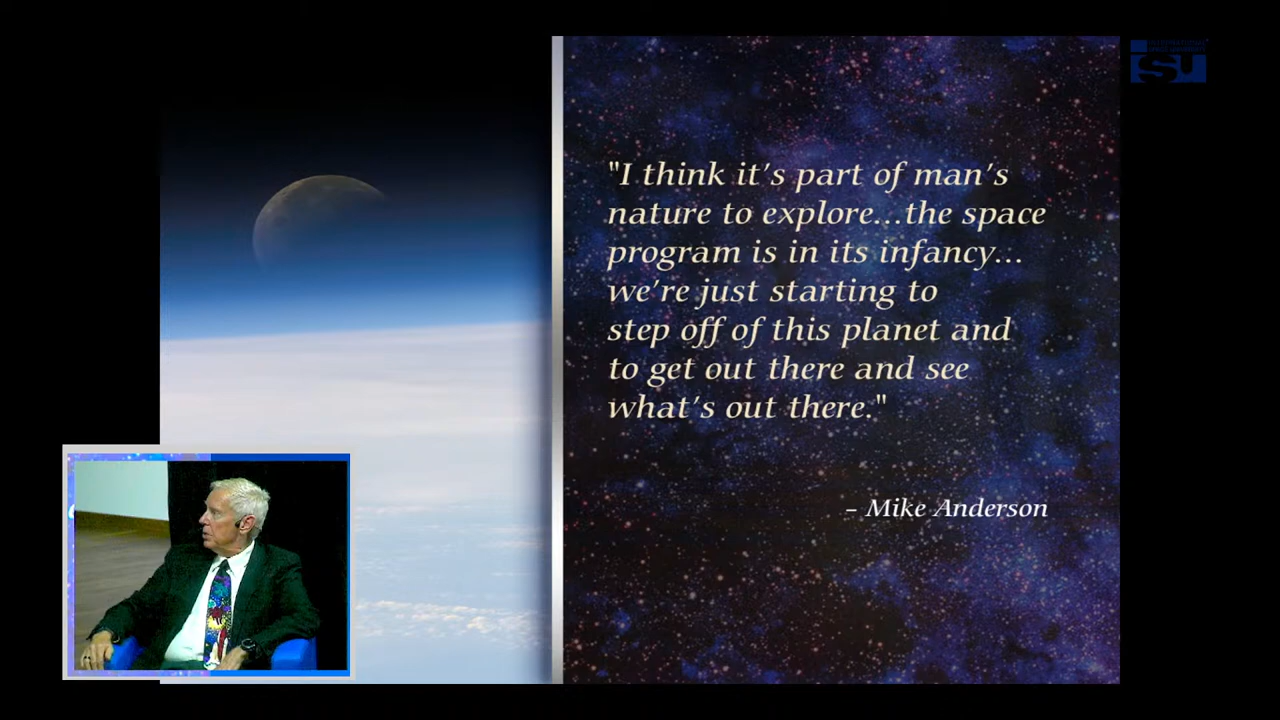 "I think it's part of man's
nature to explore...the space
program is in its infancy...
we're just starting to
step off of this planet and
to get out there and see
what's out there."
– Mike Anderson